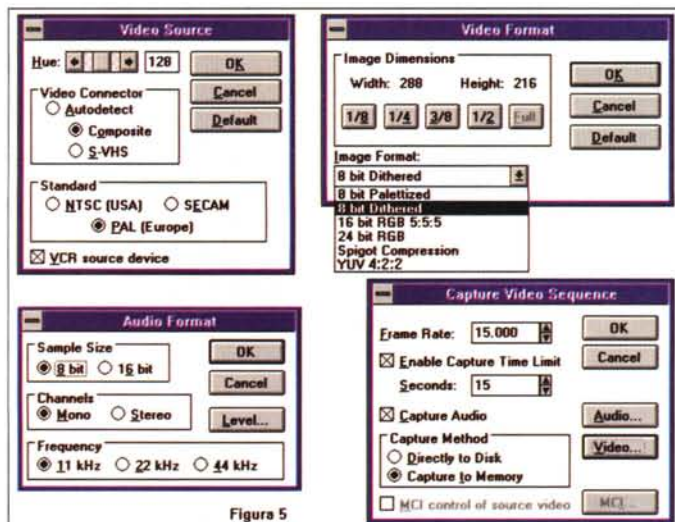 Video Source
Hue: 128 OK
Video Connector Cancel
Autodetect Default
Composite
S-VHS
Standard
NTSC (USA) SECAM
PAL (Europe)
VCR source device
Video Format
Image Dimensions
Width: 288 Height: 216 OK
1/8 1/4 3/8 1/2 Full Cancel
Default
Image Format:
8 bit Dithered
8 bit Palettized
8 bit Dithered
16 bit RGB 5:5:5
24 bit RGB
Spigot Compression
YUV 4:2:2
Audio Format
Sample Size OK
8 bit 16 bit
Cancel
Channels
Mono Stereo Level...
Frequency
11 kHz 22 kHz 44 kHz
Capture Video Sequence
Frame Rate: 15.000 OK
Enable Capture Time Limit Cancel
Seconds: 15
Capture Audio Audio...
Capture Method Video...
Directly to Disk
Capture to Memory
MCI control of source video MCI...
Figura 5